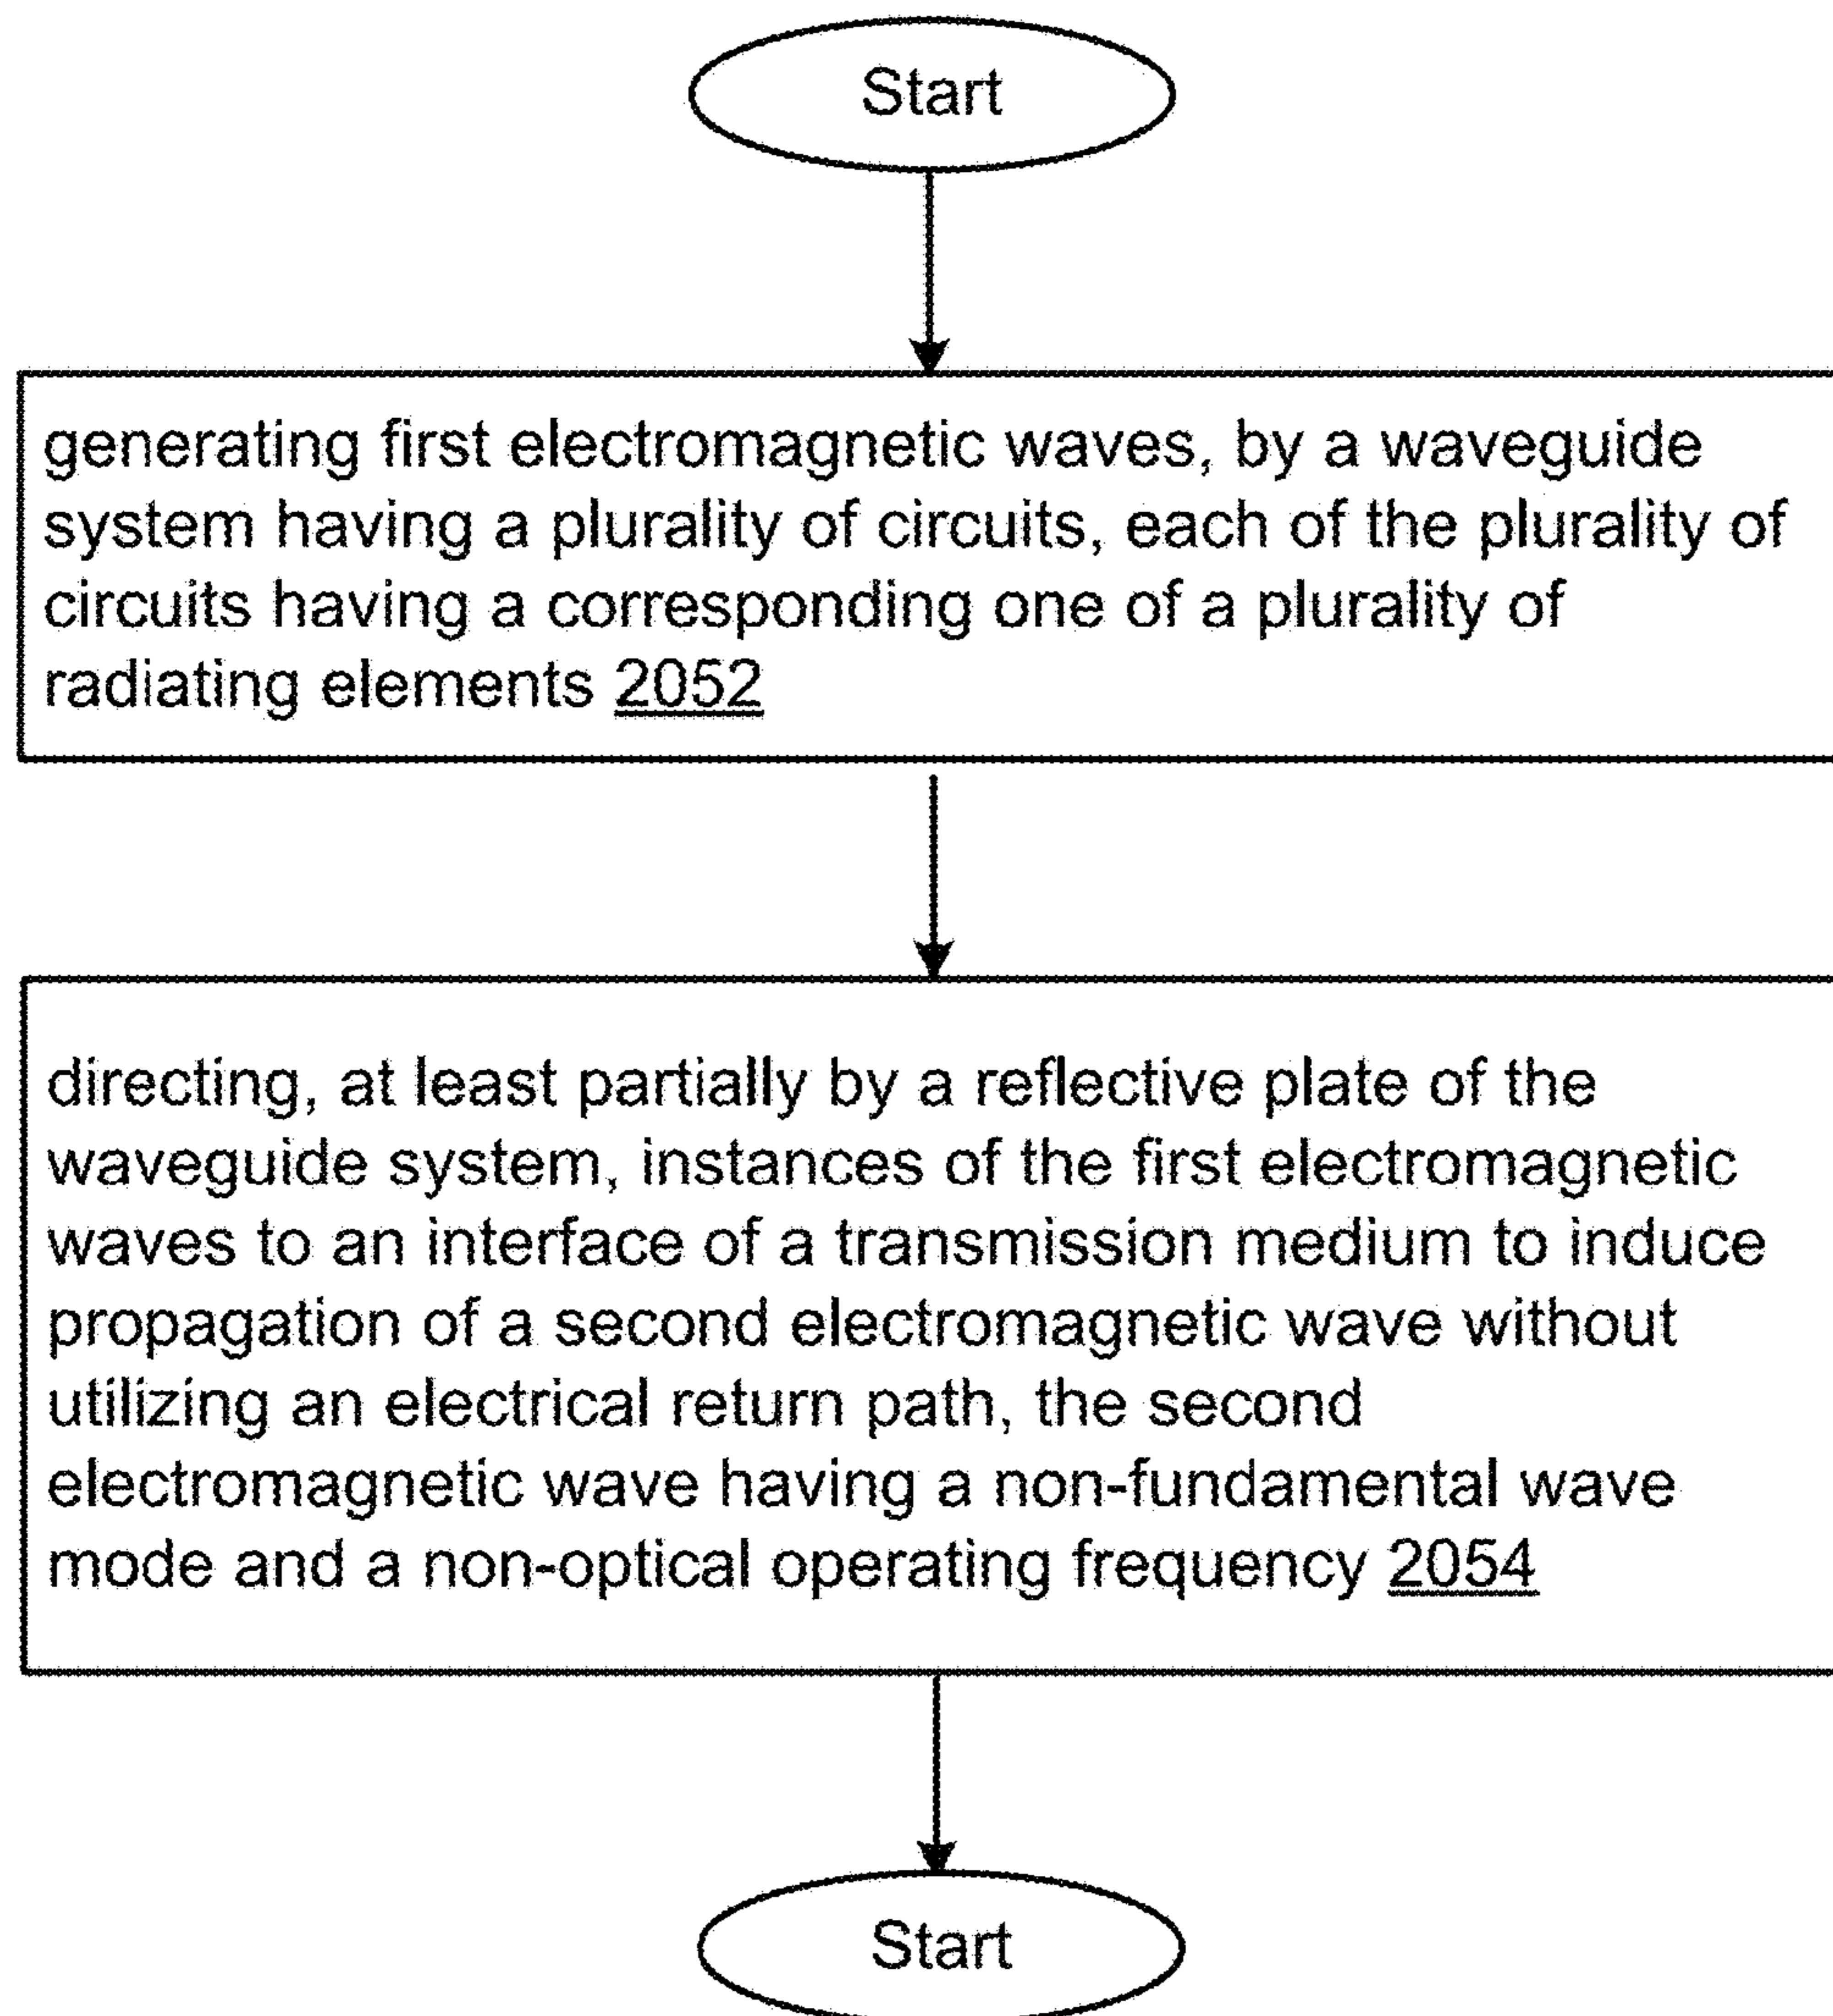 Start
generating first electromagnetic waves, by a waveguide
system having a plurality of circuits, each of the plurality of
circuits having a corresponding one of a plurality of
radiating elements 2052
directing, at least partially by a reflective plate of the
waveguide system, instances of the first electromagnetic
waves to an interface of a transmission medium to induce
propagation of a second electromagnetic wave without
utilizing an electrical return path, the second
electromagnetic wave having a non-fundamental wave
mode and a non-optical operating frequency 2054
Start